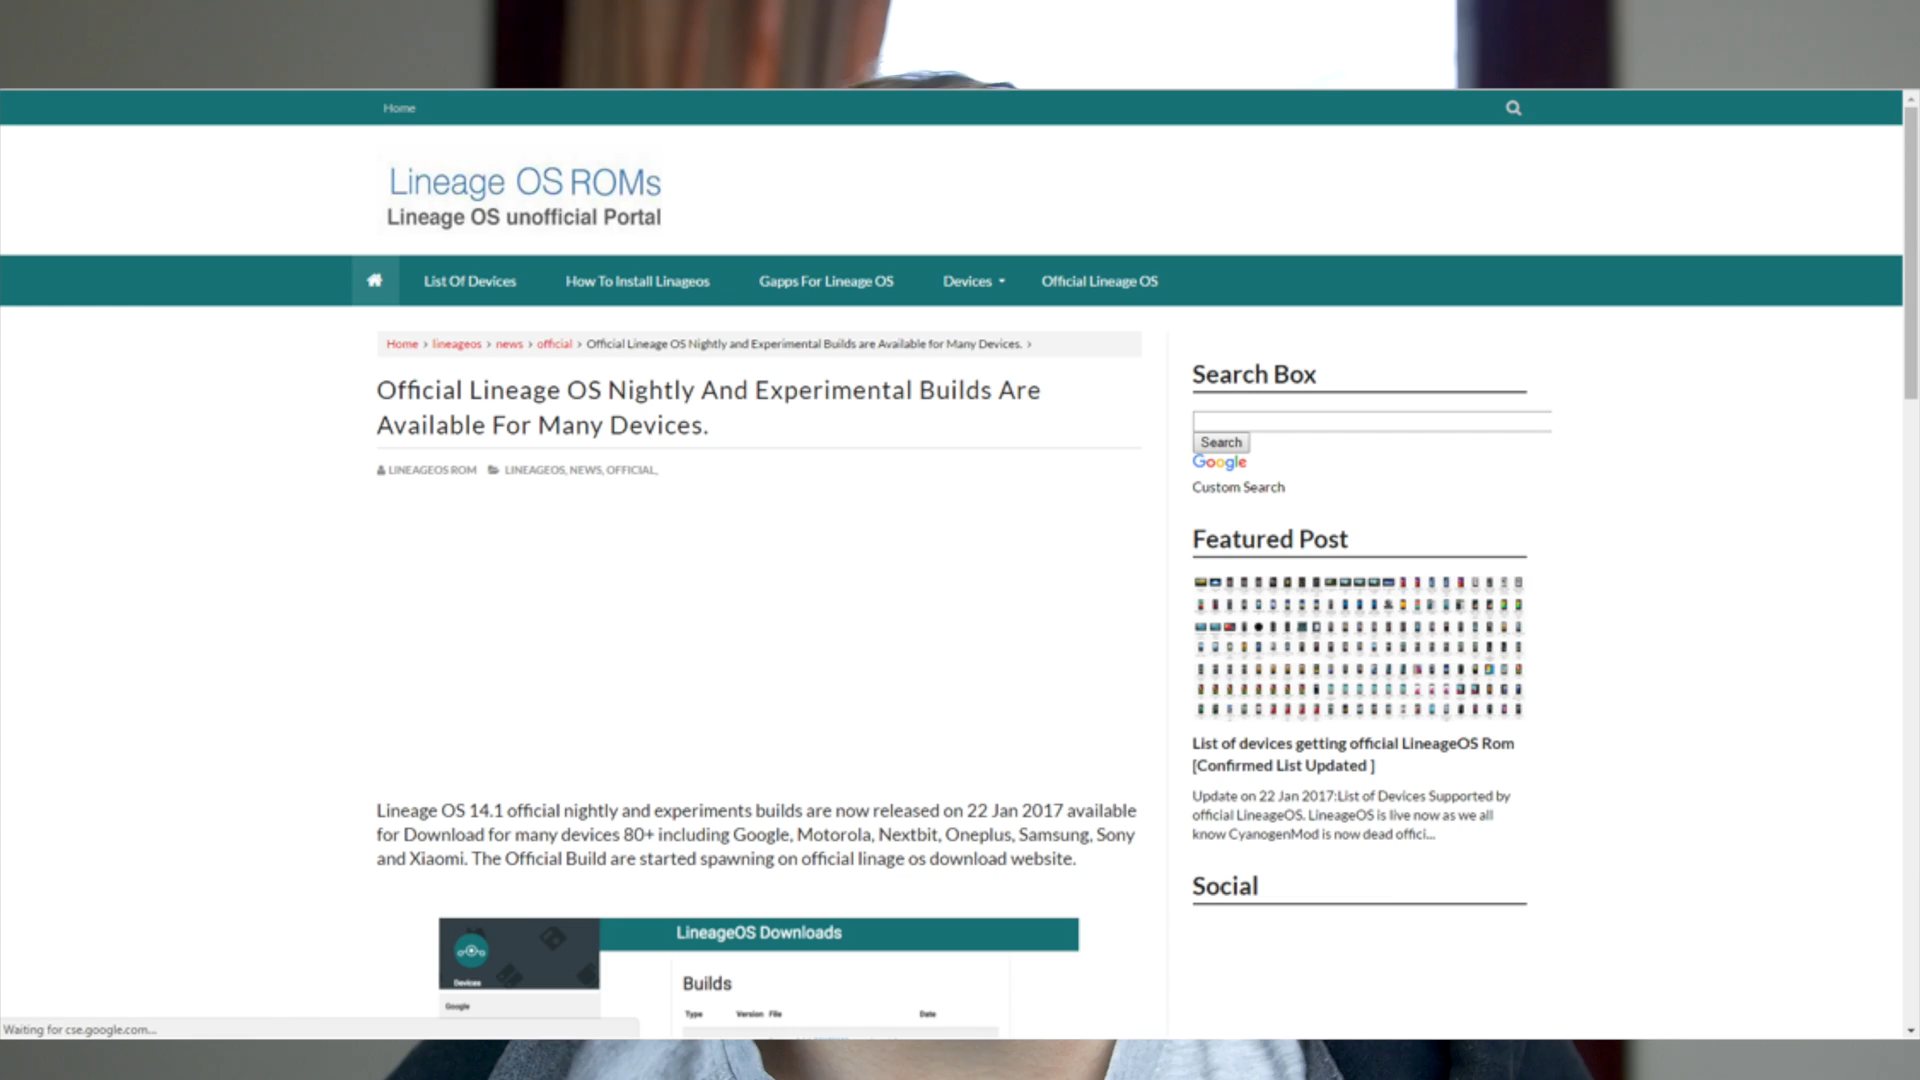 Home
Lineage OS ROMs
Lineage OS unofficial Portal
List Of Devices
How To Install Linageos
Gapps For Lineage OS
Devices
Official Lineage OS
Home › lineageos › news › official › Official Lineage OS Nightly and Experimental Builds are Available for Many Devices. ›
Official Lineage OS Nightly And Experimental Builds Are
Available For Many Devices.
LINEAGEOS ROM LINEAGEOS, NEWS, OFFICIAL,
Lineage OS 14.1 official nightly and experiments builds are now released on 22 Jan 2017 available
for Download for many devices 80+ including Google, Motorola, Nextbit, Oneplus, Samsung, Sony
and Xiaomi. The Official Build are started spawning on official linage os download website.
LineageOS Downloads
Devices
Google
Builds
Type Version File Date
Search Box
Search
Google
Custom Search
Featured Post
List of devices getting official LineageOS Rom
[Confirmed List Updated ]
Update on 22 Jan 2017:List of Devices Supported by
official LineageOS. LineageOS is live now as we all
know CyanogenMod is now dead offici...
Social
Waiting for cse.google.com...